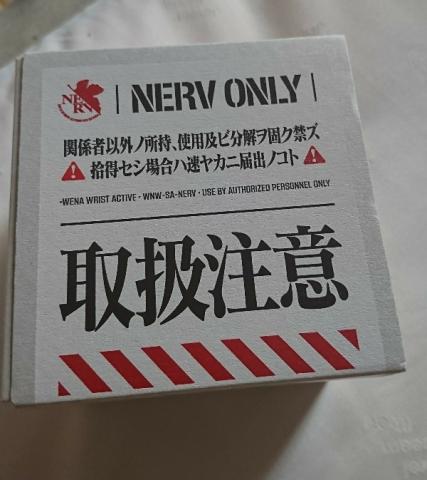 NERV
| NERV ONLY |
関係者以外ノ所持、使用及ビ分解ヲ固ク禁ズ
拾得セシ場合ハ速ヤカニ届出ノコト
-WENA WRIST ACTIVE・WNW-SA-NERV・USE BY AUTHORIZED PERSONNEL ONLY
取扱注意